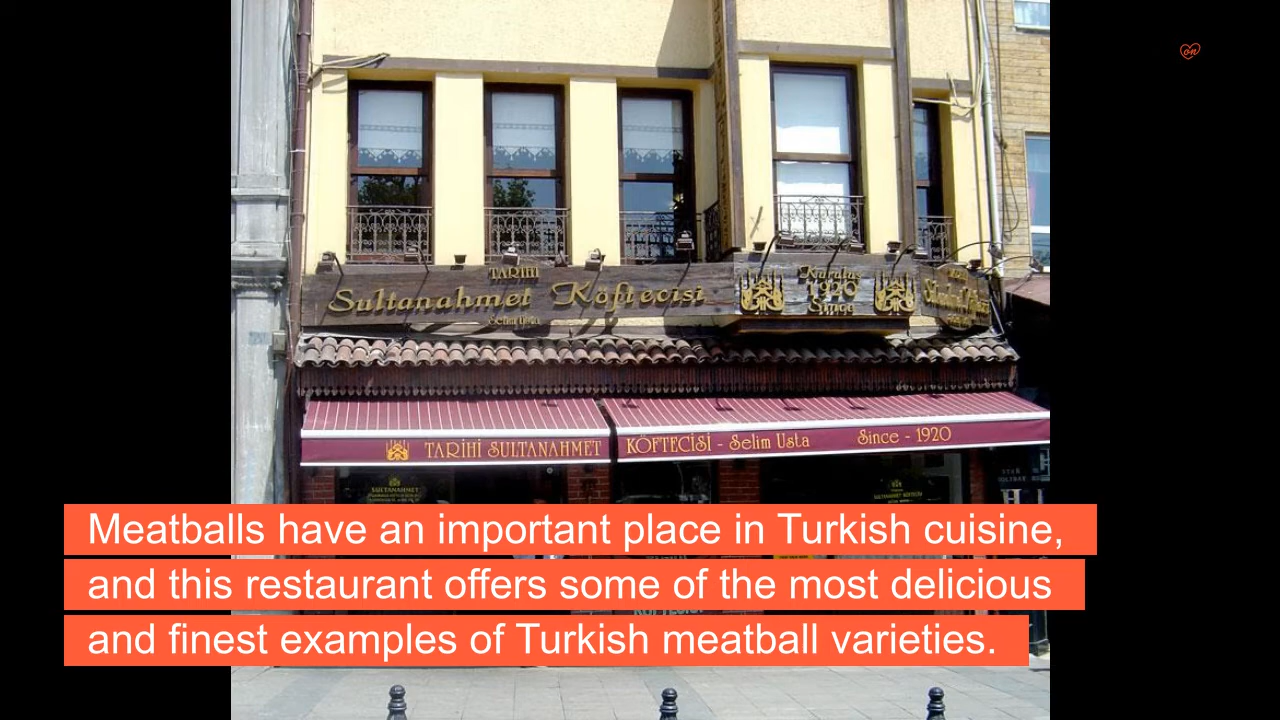 on
TARİHİ
Sultanahmet Köftecisi
Selim Usta
Kuruluş
1920
Since
TARİHİ SULTANAHMET KÖFTECİSİ - Selim Usta Since - 1920
SULTANAHMET
Meatballs have an important place in Turkish cuisine,
and this restaurant offers some of the most delicious
and finest examples of Turkish meatball varieties.